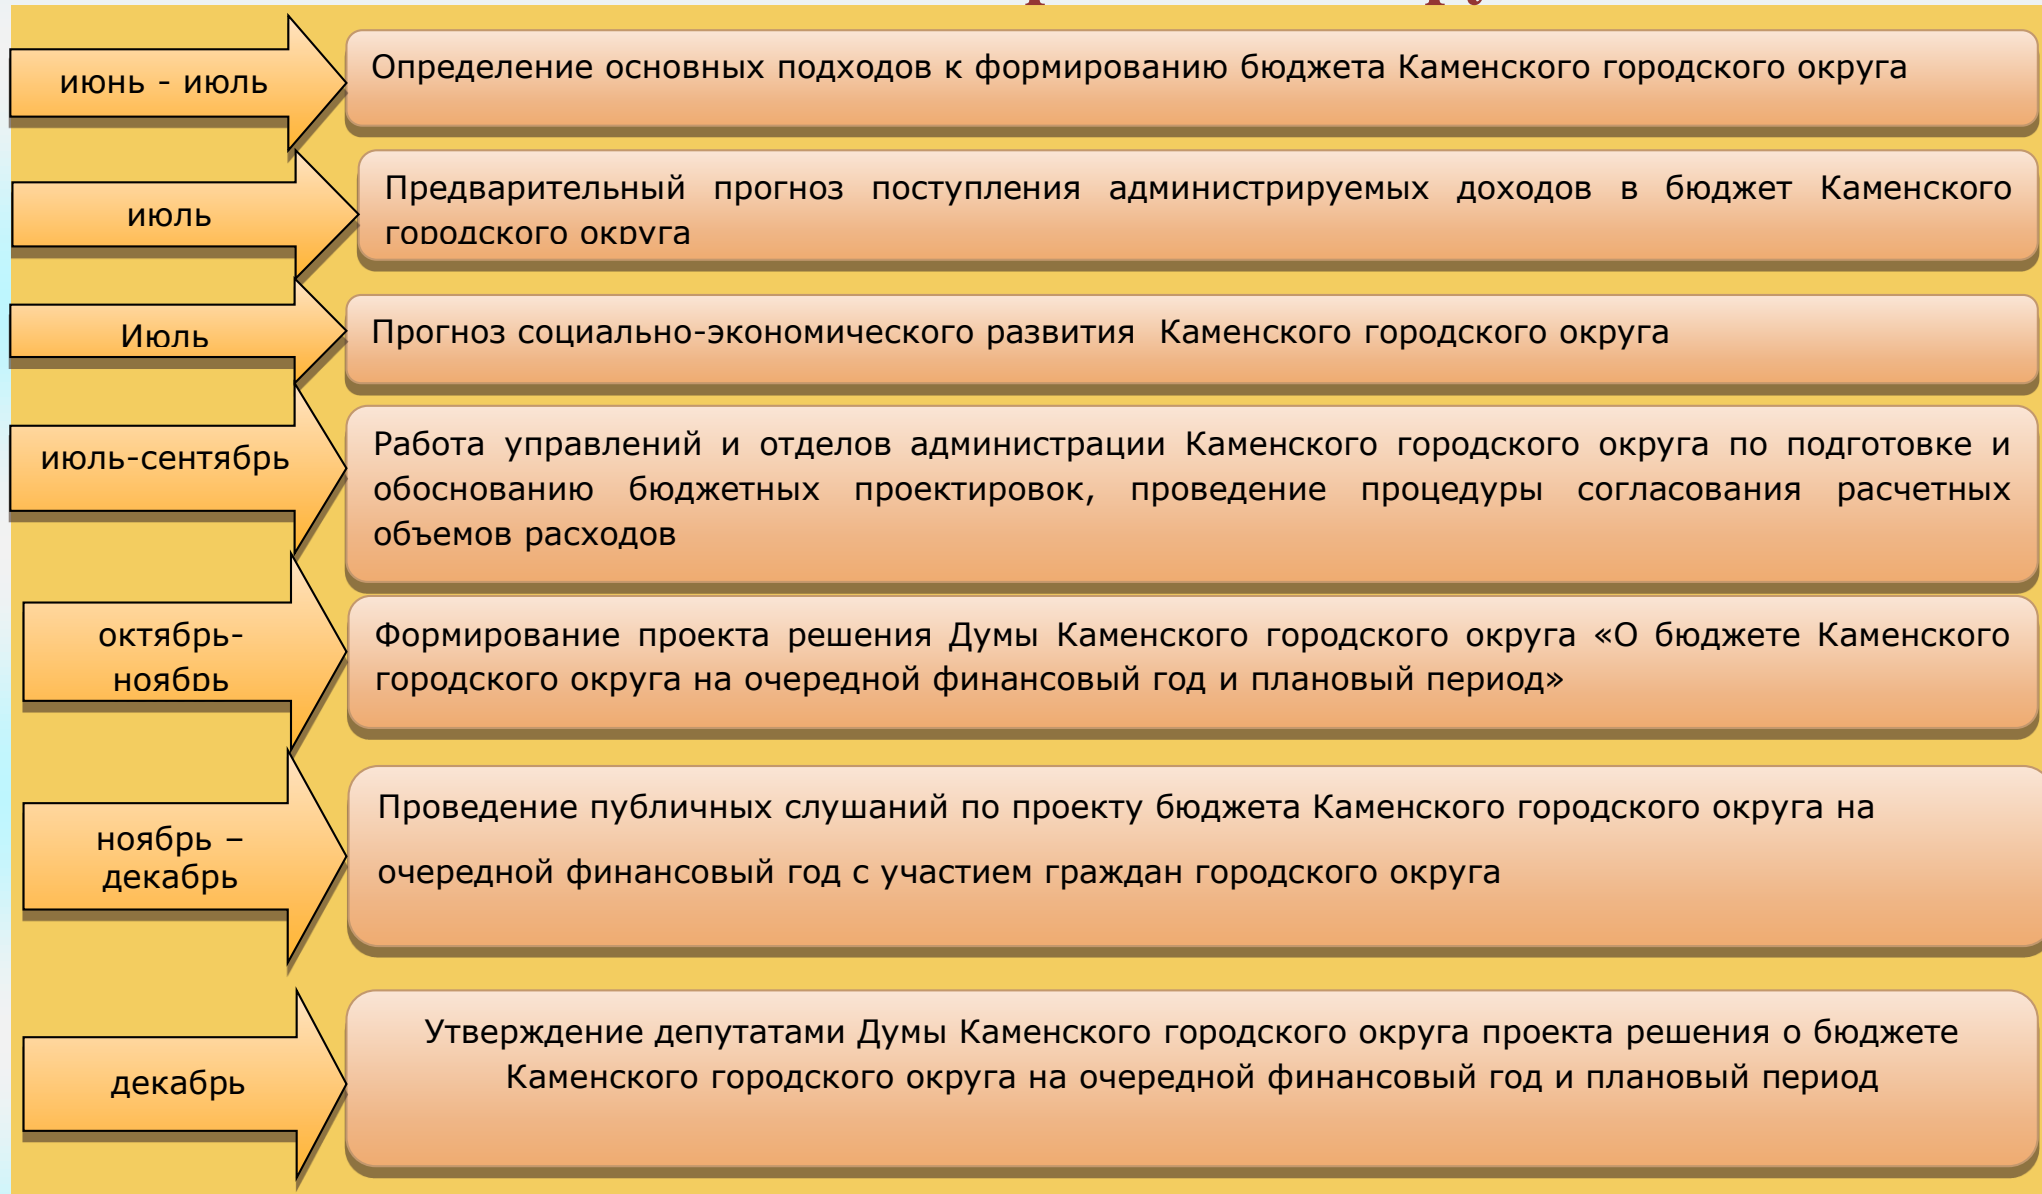 июнь - июль
Определение основных подходов к формированию бюджета Каменского городского округа
июль
Предварительный прогноз поступления администрируемых доходов в бюджет Каменского
городского округа
Июль
Прогноз социально-экономического развития Каменского городского округа
июль-сентябрь
Работа управлений и отделов администрации Каменского городского округа по подготовке и
обоснованию бюджетных проектировок, проведение процедуры согласования расчетных
объемов расходов
октябрь-
ноябрь
Формирование проекта решения Думы Каменского городского округа «О бюджете Каменского
городского округа на очередной финансовый год и плановый период»
ноябрь –
декабрь
Проведение публичных слушаний по проекту бюджета Каменского городского округа на
очередной финансовый год с участием граждан городского округа
декабрь
Утверждение депутатами Думы Каменского городского округа проекта решения о бюджете
Каменского городского округа на очередной финансовый год и плановый период